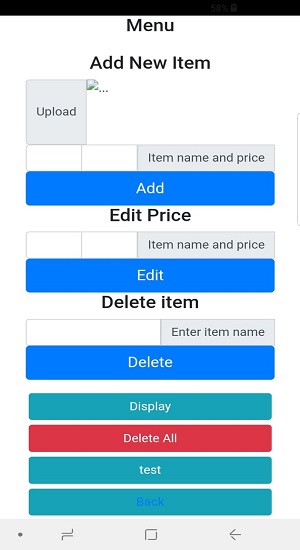 58%
Menu
Add New Item
Upload
...
Item name and price
Add
Edit Price
Item name and price
Edit
Delete item
Enter item name
Delete
Display
Delete All
test
Back